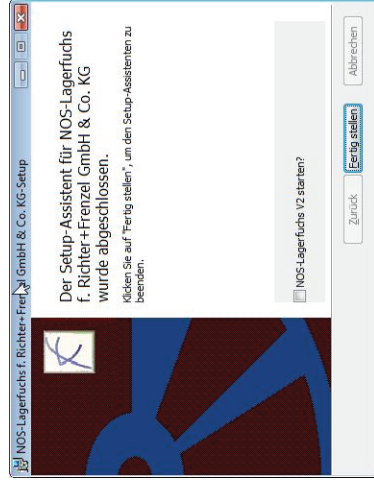 NOS-Lagerfuchs f. Richter+Frenzel GmbH & Co. KG-Setup
Der Setup-Assistent für NOS-Lagerfuchs
f. Richter+Frenzel GmbH & Co. KG
wurde abgeschlossen.
Klicken Sie auf "Fertig stellen", um den Setup-Assistenten zu
beenden.
NOS-Lagerfuchs V2 starten?
Zurück
Fertig stellen
Abbrechen